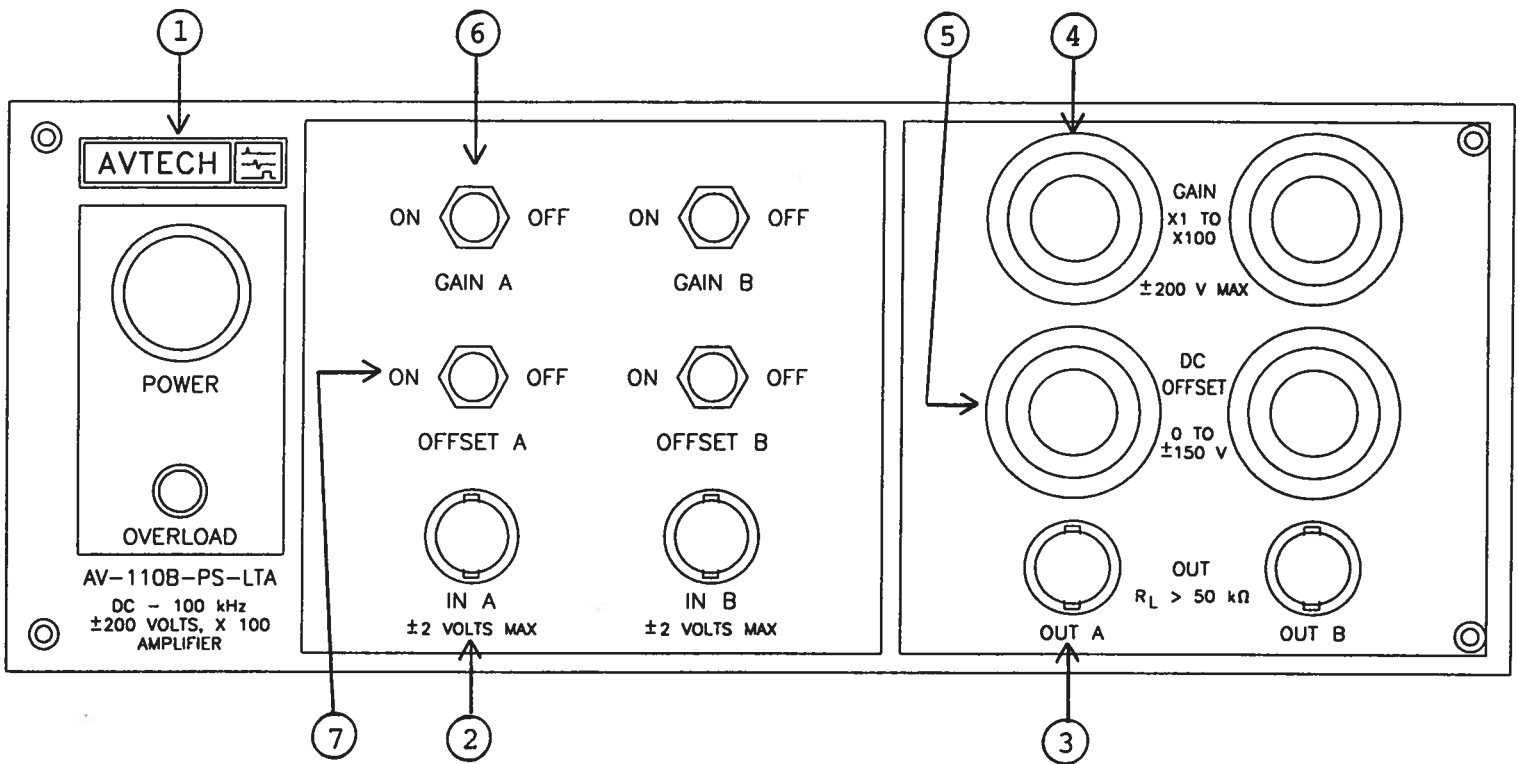 1
6
5
4
AVTECH
ON OFF
GAIN A
ON OFF
GAIN B
GAIN
X1 TO
X100
±200 V MAX
POWER
ON OFF
OFFSET A
ON OFF
OFFSET B
DC
OFFSET
0 TO
±150 V
OVERLOAD
AV-110B-PS-LTA
DC - 100 kHz
±200 VOLTS, X 100
AMPLIFIER
IN A
±2 VOLTS MAX
IN B
±2 VOLTS MAX
OUT
RL > 50 kΩ
OUT A
OUT B
7
2
3